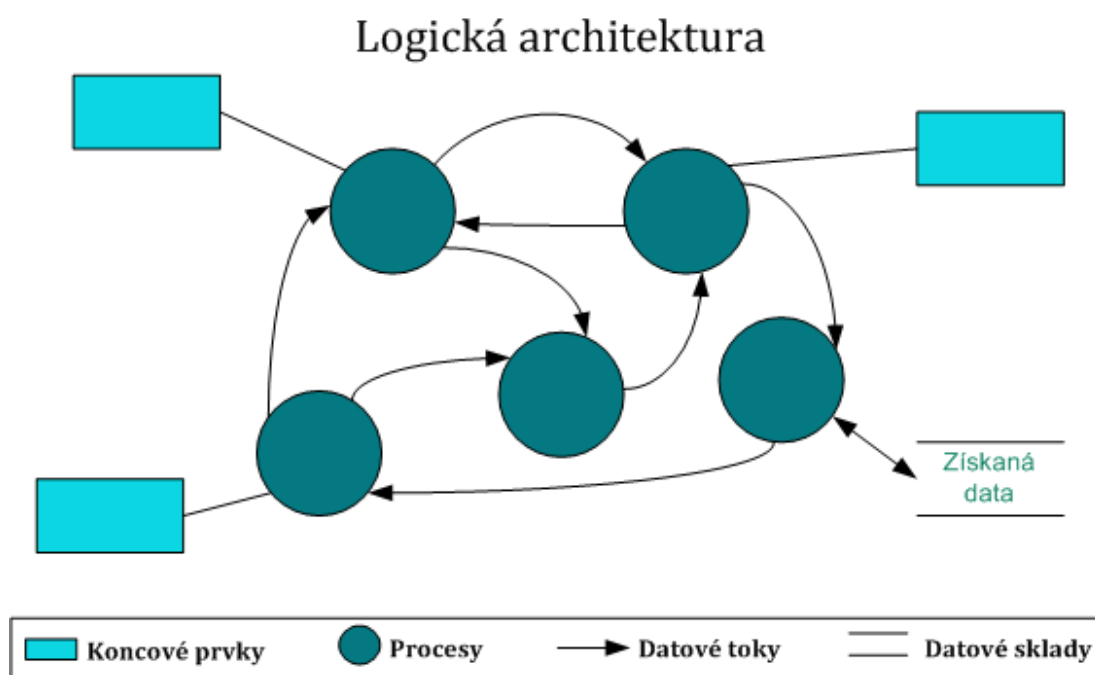 Logická architektura
Získaná
data
Koncové prvky
Procesy
Datové toky
Datové sklady